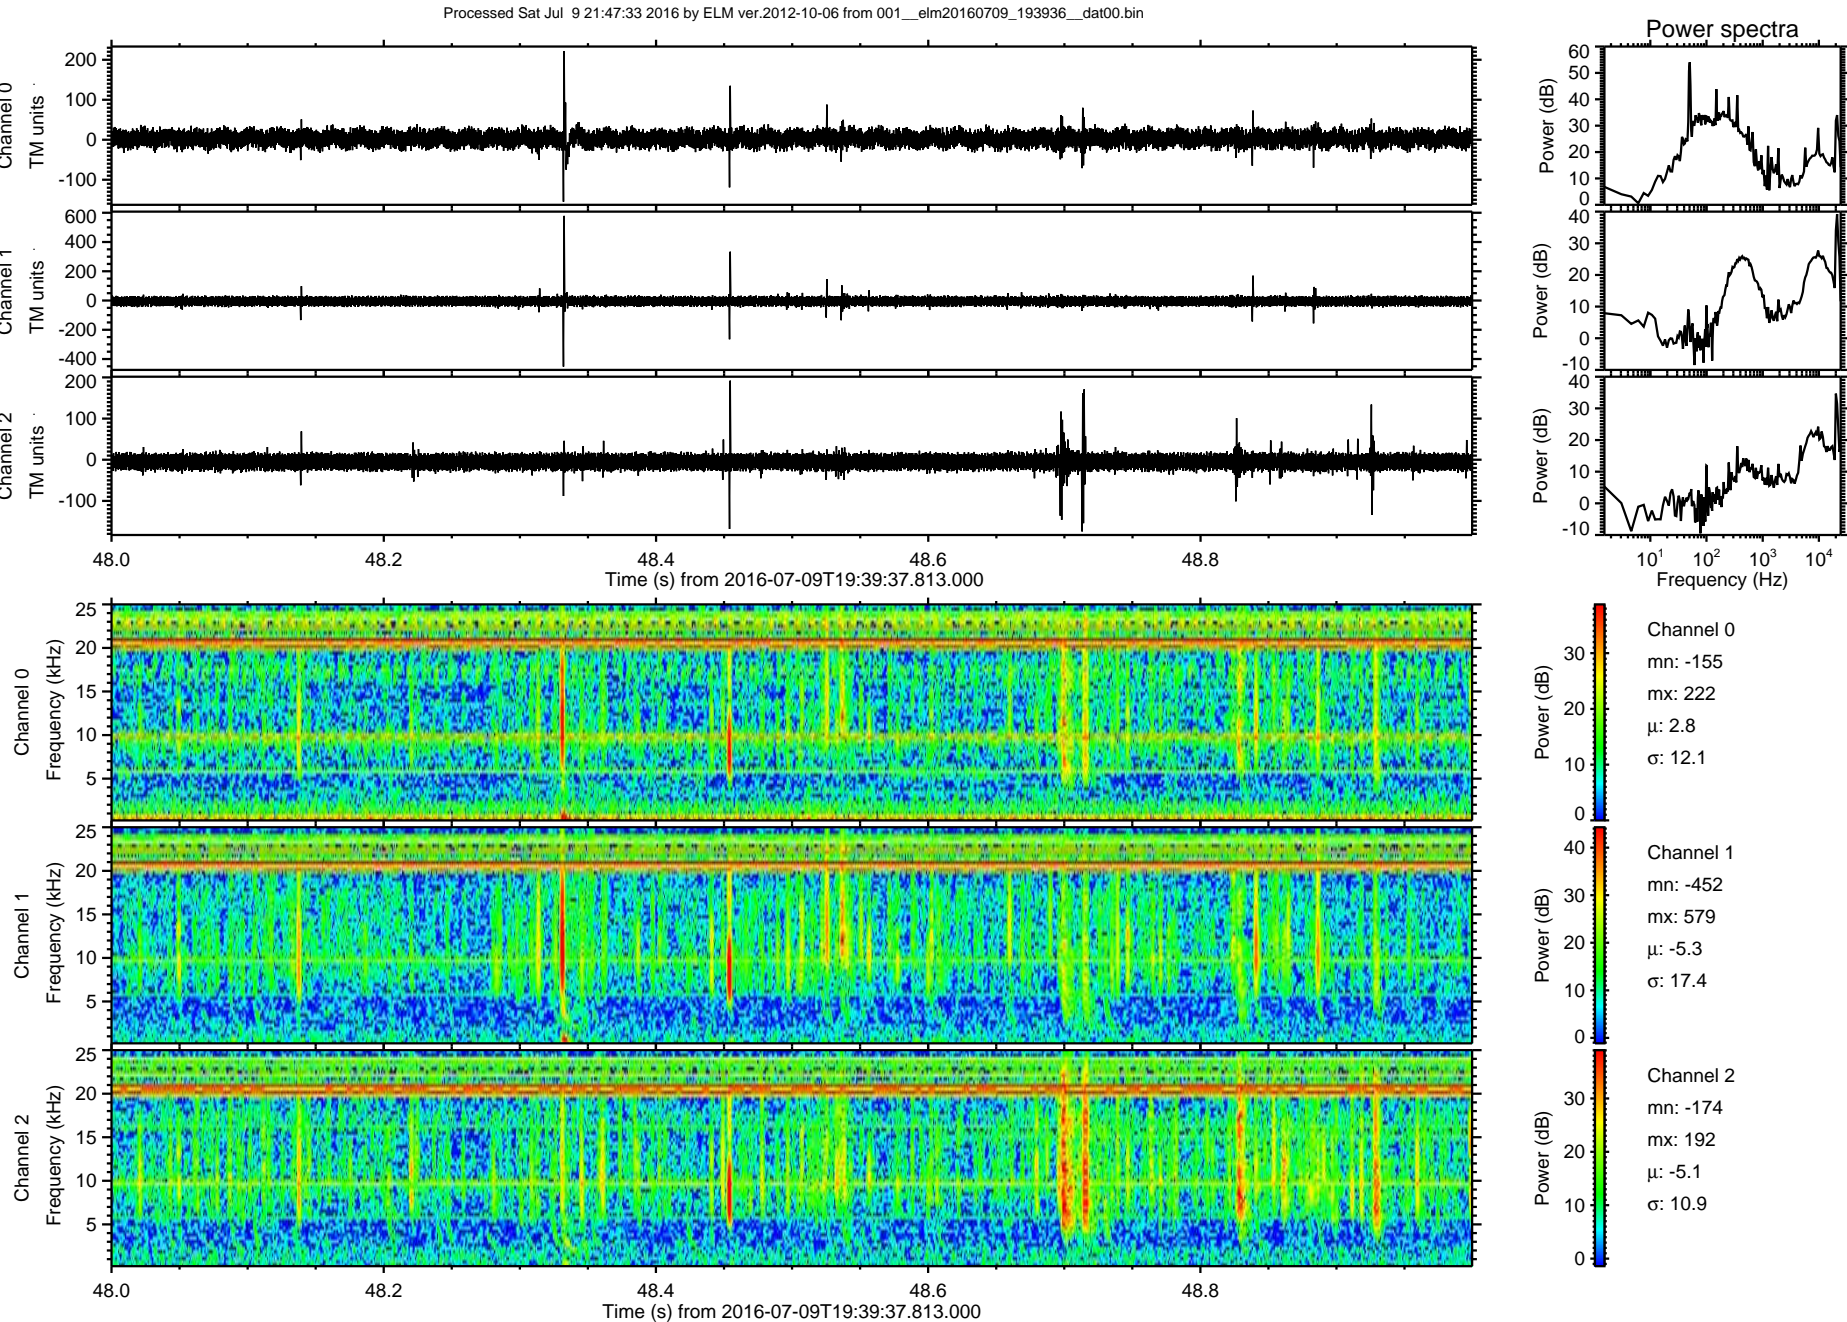 Processed Sat Jul 9 21:47:33 2016 by ELM ver.2012-10-06 from 001__elm20160709_193936__dat00.bin
Power spectra
Channel 0
TM units
200
100
0
-100
Power (dB)
60
50
40
30
20
10
0
Channel 1
TM units
600
400
200
0
-200
-400
Power (dB)
40
30
20
10
0
-10
Channel 2
TM units
200
100
0
-100
Power (dB)
40
30
20
10
0
-10
48.0 48.2 48.4 48.6 48.8
Time (s) from 2016-07-09T19:39:37.813.000
10^1 10^2 10^3 10^4
Frequency (Hz)
Channel 0
Frequency (kHz)
25
20
15
10
5
Power (dB)
30
20
10
0
Channel 0
mn: -155
mx: 222
μ: 2.8
σ: 12.1
Channel 1
Frequency (kHz)
25
20
15
10
5
Power (dB)
40
30
20
10
0
Channel 1
mn: -452
mx: 579
μ: -5.3
σ: 17.4
Channel 2
Frequency (kHz)
25
20
15
10
5
Power (dB)
30
20
10
0
Channel 2
mn: -174
mx: 192
μ: -5.1
σ: 10.9
48.0 48.2 48.4 48.6 48.8
Time (s) from 2016-07-09T19:39:37.813.000